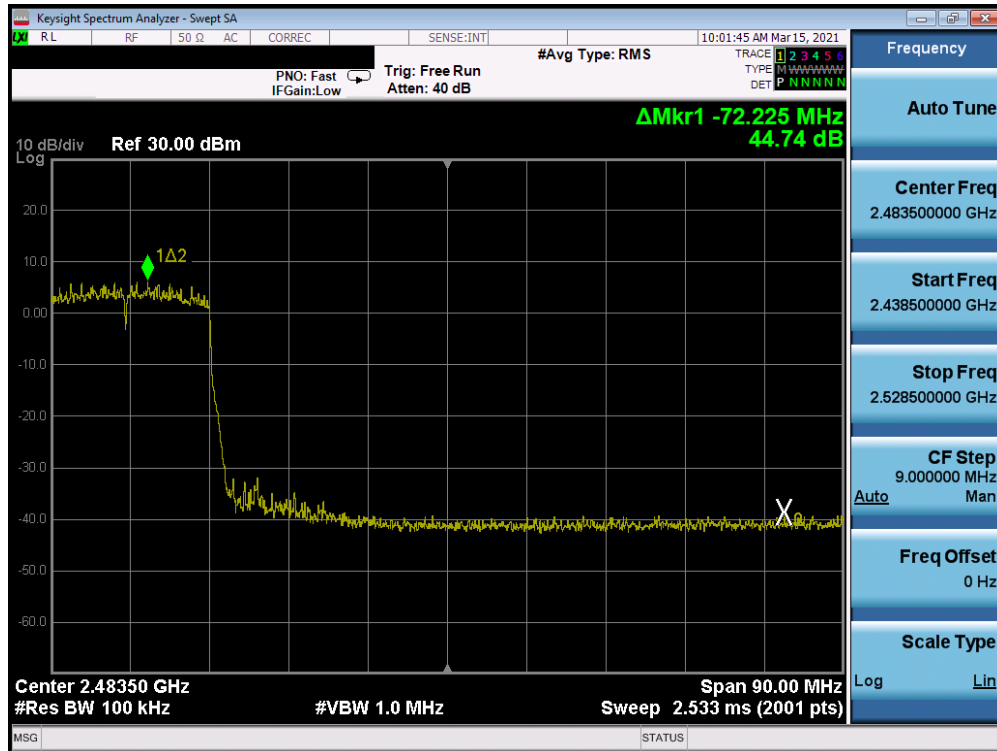 Keysight Spectrum Analyzer - Swept SA
LXI RL RF 50 Ω AC CORREC SENSE:INT 10:01:45 AM Mar 15, 2021
#Avg Type: RMS TRACE 1 2 3 4 5 6
PNO: Fast Trig: Free Run TYPE M W W W W W
IFGain:Low Atten: 40 dB DET P N N N N N
ΔMkr1 -72.225 MHz
44.74 dB
10 dB/div Ref 30.00 dBm
Log
20.0
1Δ2
10.0
0.00
-10.0
-20.0
-30.0
-40.0
-50.0
-60.0
Center 2.48350 GHz Span 90.00 MHz
#Res BW 100 kHz #VBW 1.0 MHz Sweep 2.533 ms (2001 pts)
MSG STATUS
Frequency
Auto Tune
Center Freq
2.483500000 GHz
Start Freq
2.438500000 GHz
Stop Freq
2.528500000 GHz
CF Step
9.000000 MHz
Auto Man
Freq Offset
0 Hz
Scale Type
Log Lin